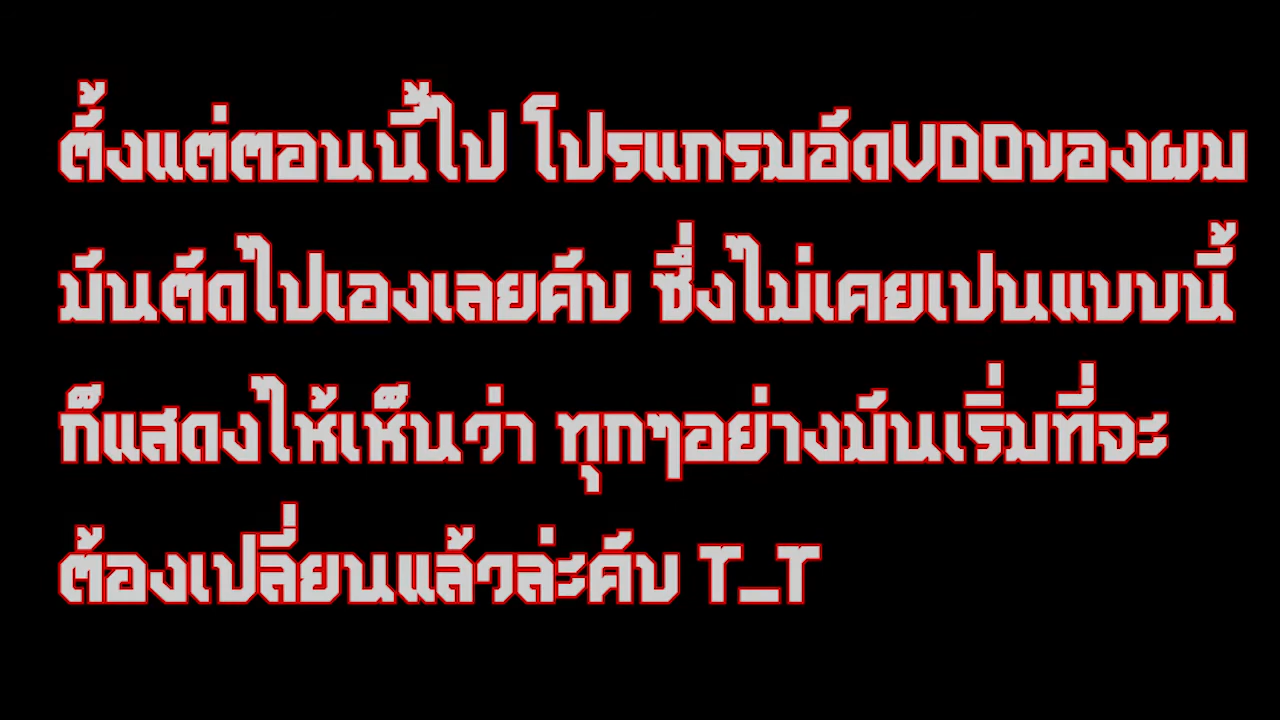 ตั้งแต่ตอนนี้ไป โปรแกรมอัดVDOของผม
มันตัดไปเองเลยคับ ซึ่งไม่เคยเปนแบบนี้
ก็แสดงให้เห็นว่า ทุกๆอย่างมันเริ่มที่จะ
ต้องเปลี่ยนแล้วล่ะคับ T_T